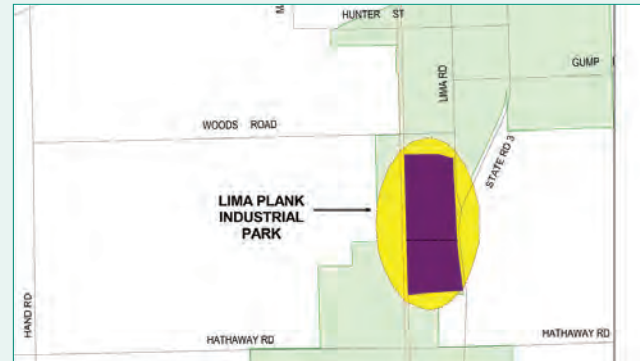 HUNTER ST
LIMA RD
GUMP
WOODS ROAD
STATE RD 3
LIMA PLANK
INDUSTRIAL
PARK
HAND RD
HATHAWAY RD
HATHAWAY RD